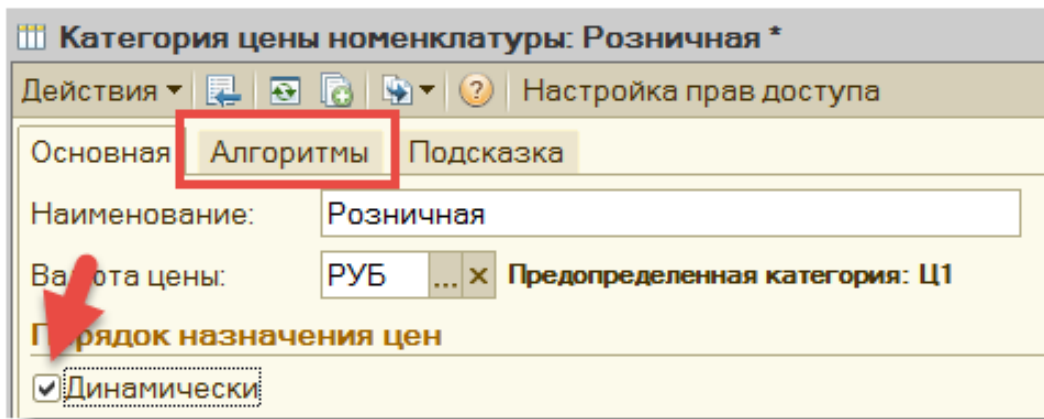 Категория цены номенклатуры: Розничная *
Действия Настройка прав доступа
Основная Алгоритмы Подсказка
Наименование: Розничная
цены: РУБ ... × Предопределенная категория: Ц1
назначения цен
Динамически